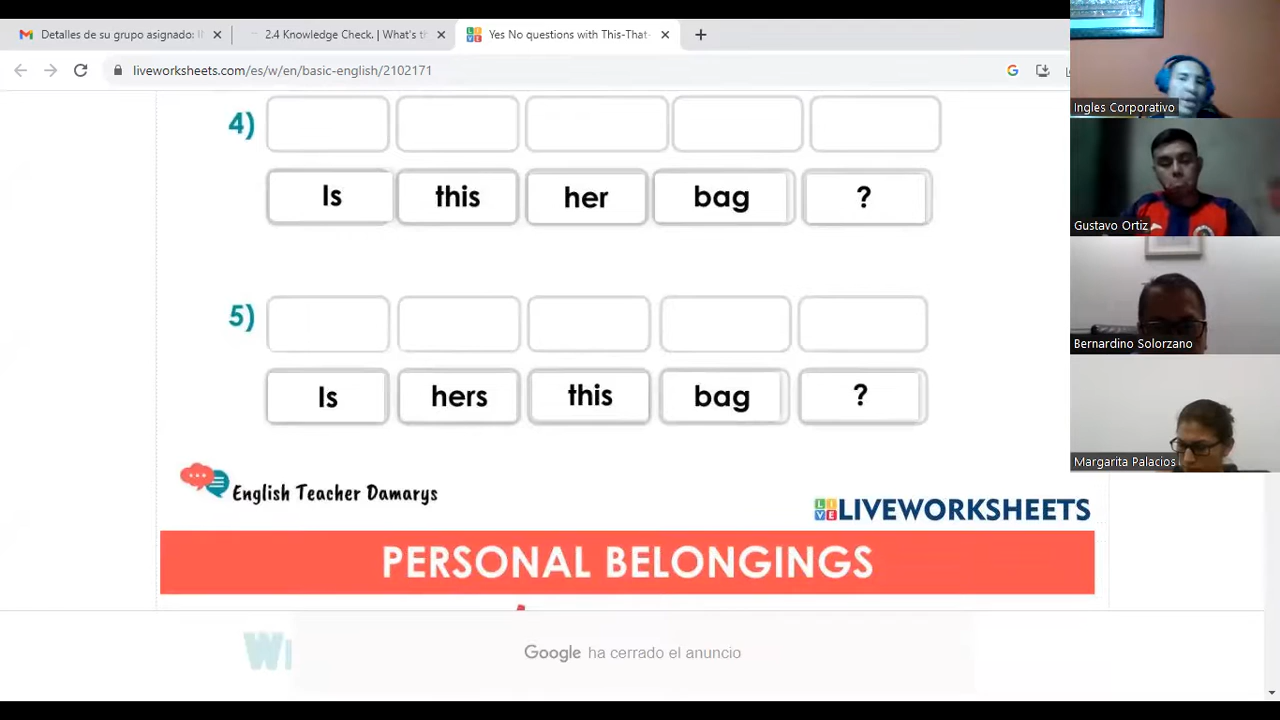 Detalles de su grupo asignado: I
2.4 Knowledge Check | What's
Yes No questions with This-That-
liveworksheets.com/es/w/en/basic-english/2102171
Ingles Corporativo
4)
Is this her bag ?
Gustavo Ortiz
5)
Bernardino Solorzano
Is hers this bag ?
Margarita Palacios
English Teacher Damarys
LIVE LIVEWORKSHEETS
PERSONAL BELONGINGS
Google ha cerrado el anuncio